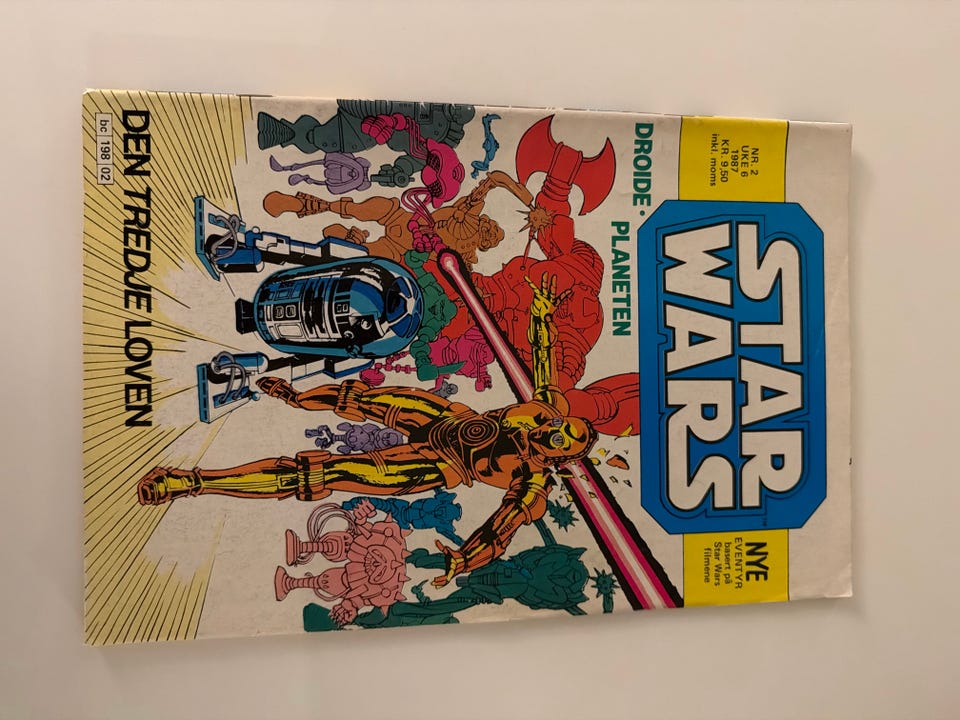 NR. 2
UKE 6
1987
KR. 9,50
inkl. moms
STAR
WARS
TM
NYE
EVENTYR
basert på
Star Wars
filmene
DROIDE-
PLANETEN
DEN TREDJE LOVEN
bc 198 02